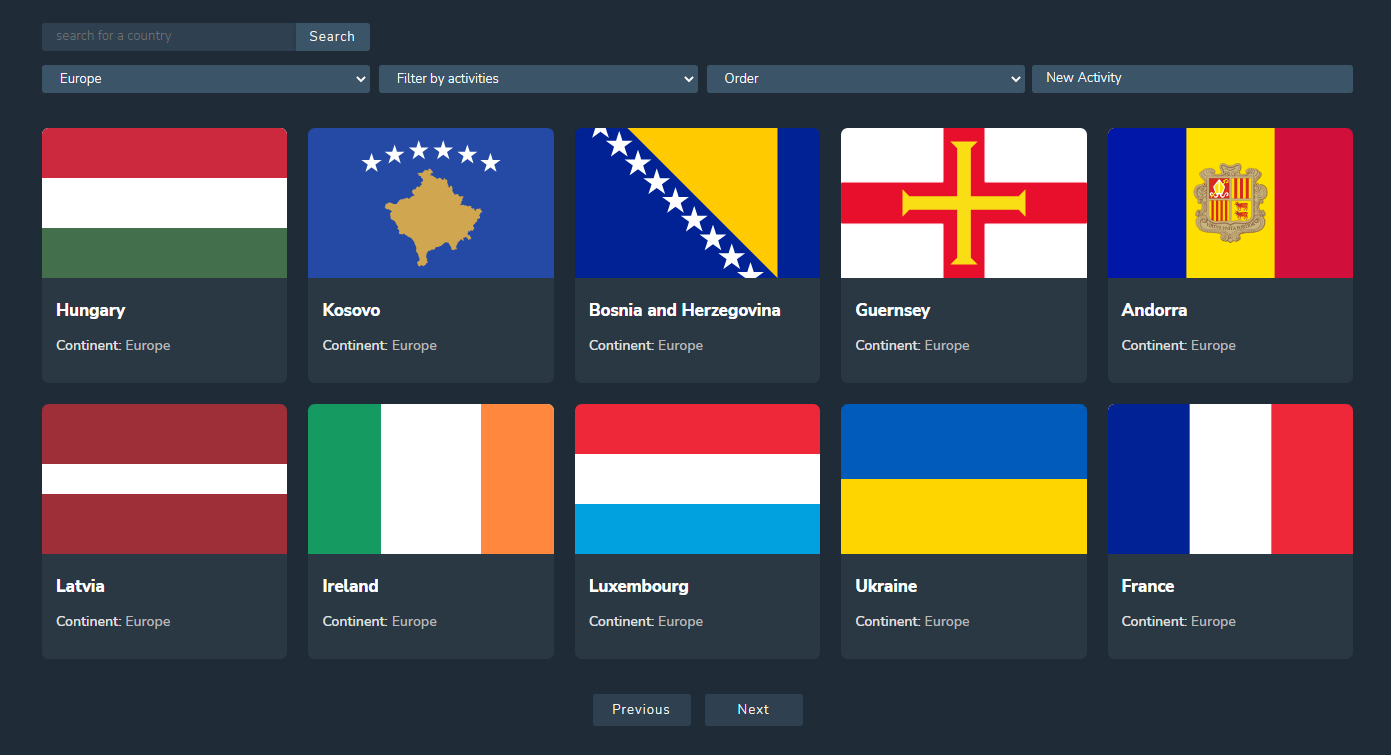 search for a country Search
Europe Filter by activities Order New Activity
Hungary Kosovo Bosnia and Herzegovina Guernsey Andorra
Continent: Europe Continent: Europe Continent: Europe Continent: Europe Continent: Europe
Latvia Ireland Luxembourg Ukraine France
Continent: Europe Continent: Europe Continent: Europe Continent: Europe Continent: Europe
Previous Next